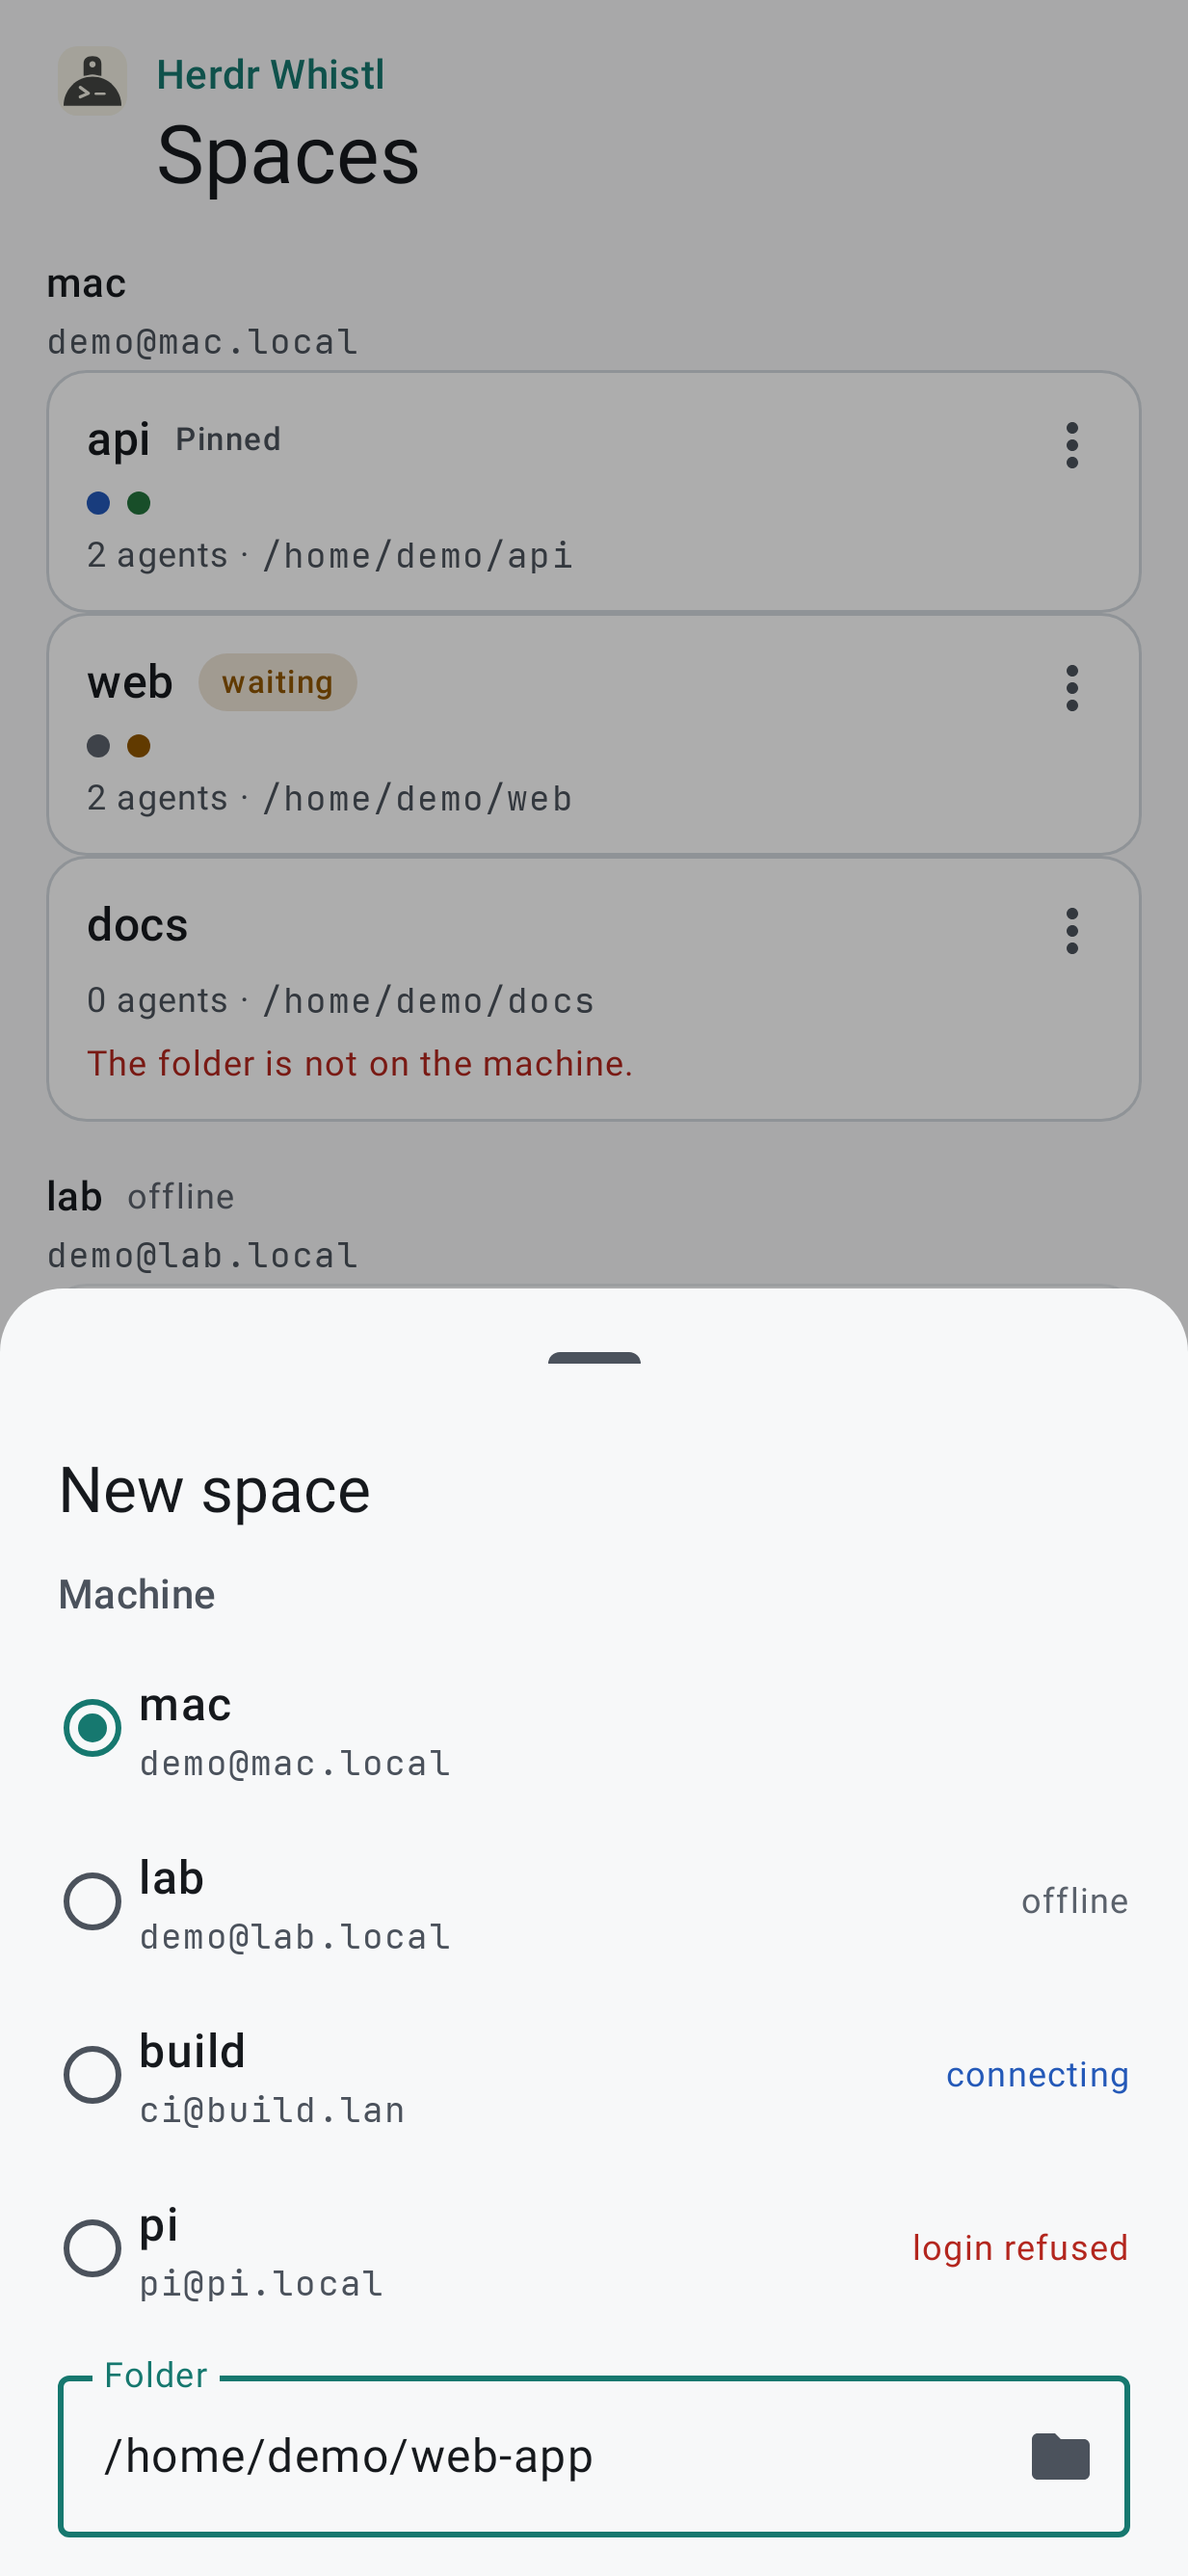 Herdr Whistl
Spaces
mac
demo@mac.local
api Pinned
2 agents · /home/demo/api
web waiting
2 agents · /home/demo/web
docs
0 agents · /home/demo/docs
The folder is not on the machine.
lab offline
demo@lab.local
New space
Machine
mac
demo@mac.local
lab
offline
demo@lab.local
build
connecting
ci@build.lan
pi
login refused
pi@pi.local
Folder
/home/demo/web-app